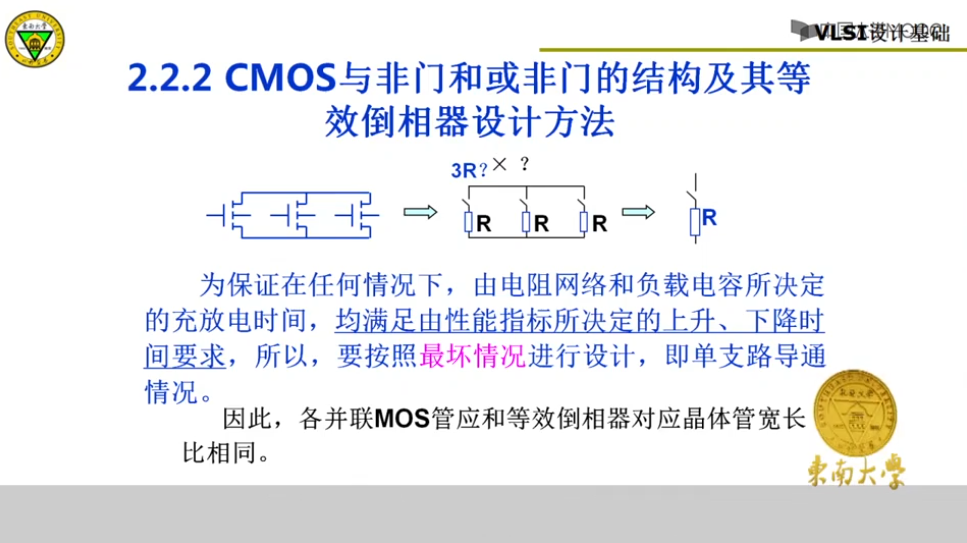 VLSI设计基础
2.2.2 CMOS与非门和或非门的结构及其等
效倒相器设计方法
3R？× ？
R R R R
为保证在任何情况下，由电阻网络和负载电容所决定
的充放电时间，均满足由性能指标所决定的上升、下降时
间要求，所以，要按照最坏情况进行设计，即单支路导通
情况。
因此，各并联MOS管应和等效倒相器对应晶体管宽长
比相同。
東南大學